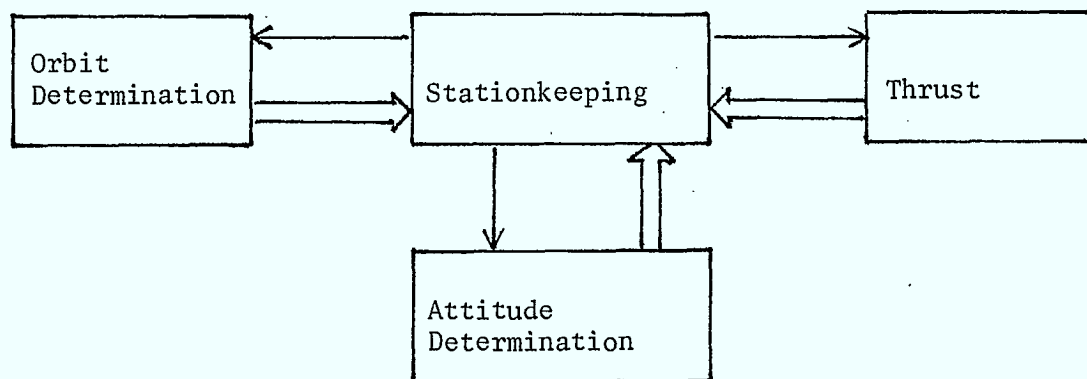 Orbit
Determination
Stationkeeping
Thrust
Attitude
Determination